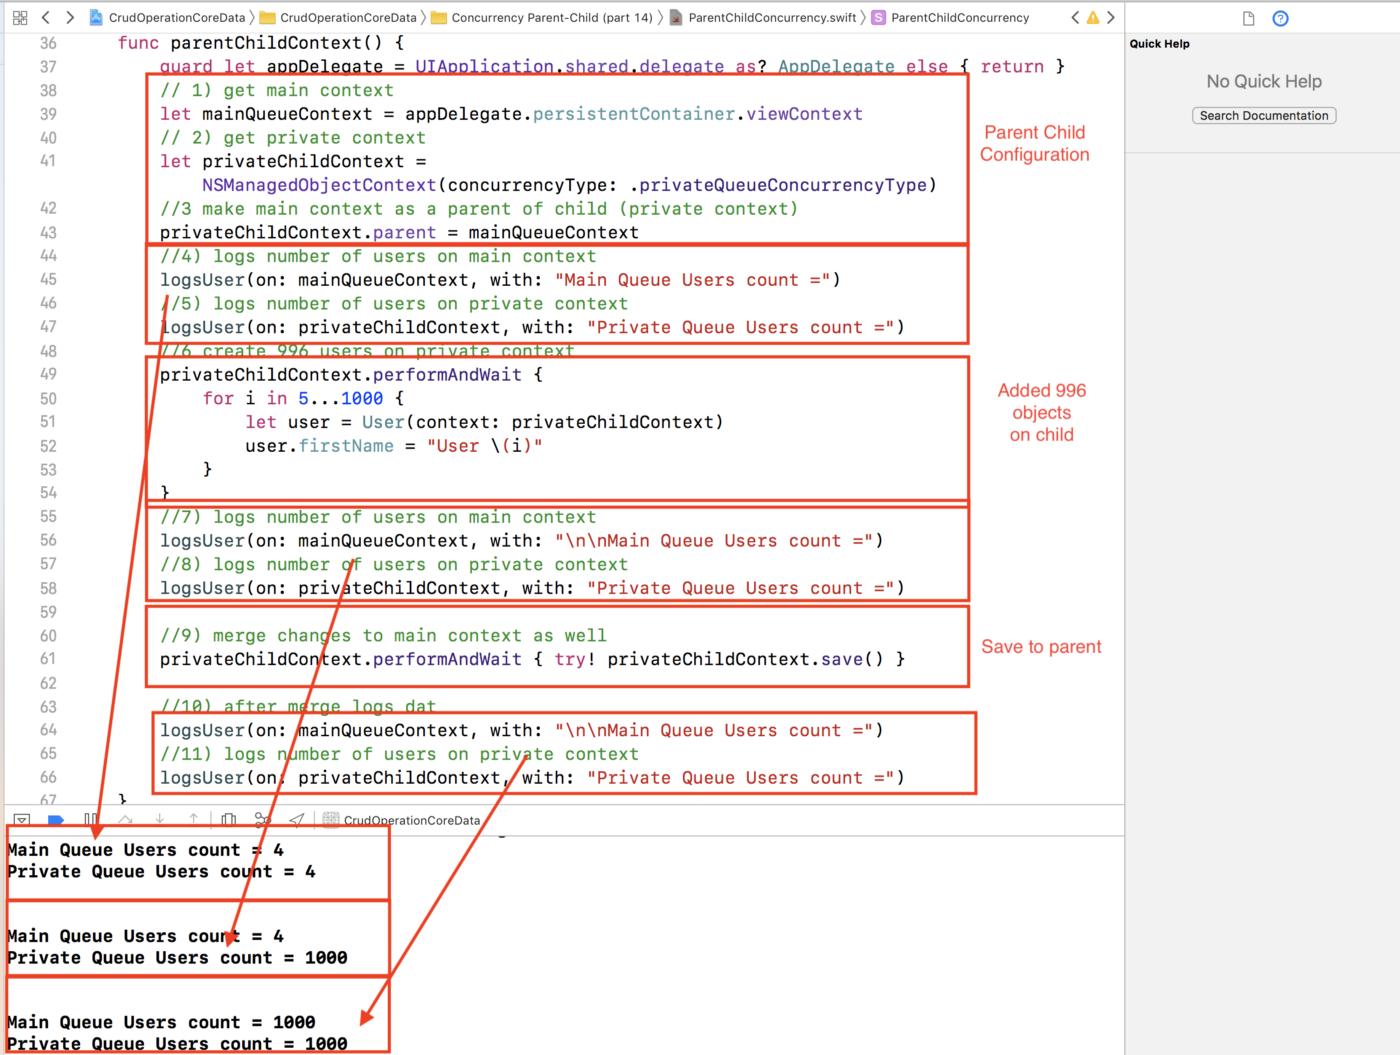 CrudOperationCoreData
CrudOperationCoreData
Concurrency Parent-Child (part 14)
ParentChildConcurrency.swift
S
ParentChildConcurrency
36 func parentChildContext() {
37 guard let appDelegate = UIApplication.shared.delegate as? AppDelegate else { return }
38 // 1) get main context
39 let mainQueueContext = appDelegate.persistentContainer.viewContext
40 // 2) get private context
41 let privateChildContext =
NSManagedObjectContext(concurrencyType: .privateQueueConcurrencyType)
42 //3 make main context as a parent of child (private context)
43 privateChildContext.parent = mainQueueContext
44 //4) logs number of users on main context
45 logsUser(on: mainQueueContext, with: "Main Queue Users count =")
46 //5) logs number of users on private context
47 logsUser(on: privateChildContext, with: "Private Queue Users count =")
48 //6 create 996 users on private context
49 privateChildContext.performAndWait {
50 for i in 5...1000 {
51 let user = User(context: privateChildContext)
52 user.firstName = "User \(i)"
53 }
54 }
55 //7) logs number of users on main context
56 logsUser(on: mainQueueContext, with: "\n\nMain Queue Users count =")
57 //8) logs number of users on private context
58 logsUser(on: privateChildContext, with: "Private Queue Users count =")
59
60 //9) merge changes to main context as well
61 privateChildContext.performAndWait { try! privateChildContext.save() }
62
63 //10) after merge logs dat
64 logsUser(on: mainQueueContext, with: "\n\nMain Queue Users count =")
65 //11) logs number of users on private context
66 logsUser(on: privateChildContext, with: "Private Queue Users count =")
67 }
Parent Child
Configuration
Added 996
objects
on child
Save to parent
Quick Help
No Quick Help
Search Documentation
CrudOperationCoreData
Main Queue Users count = 4
Private Queue Users count = 4
Main Queue Users count = 4
Private Queue Users count = 1000
Main Queue Users count = 1000
Private Queue Users count = 1000